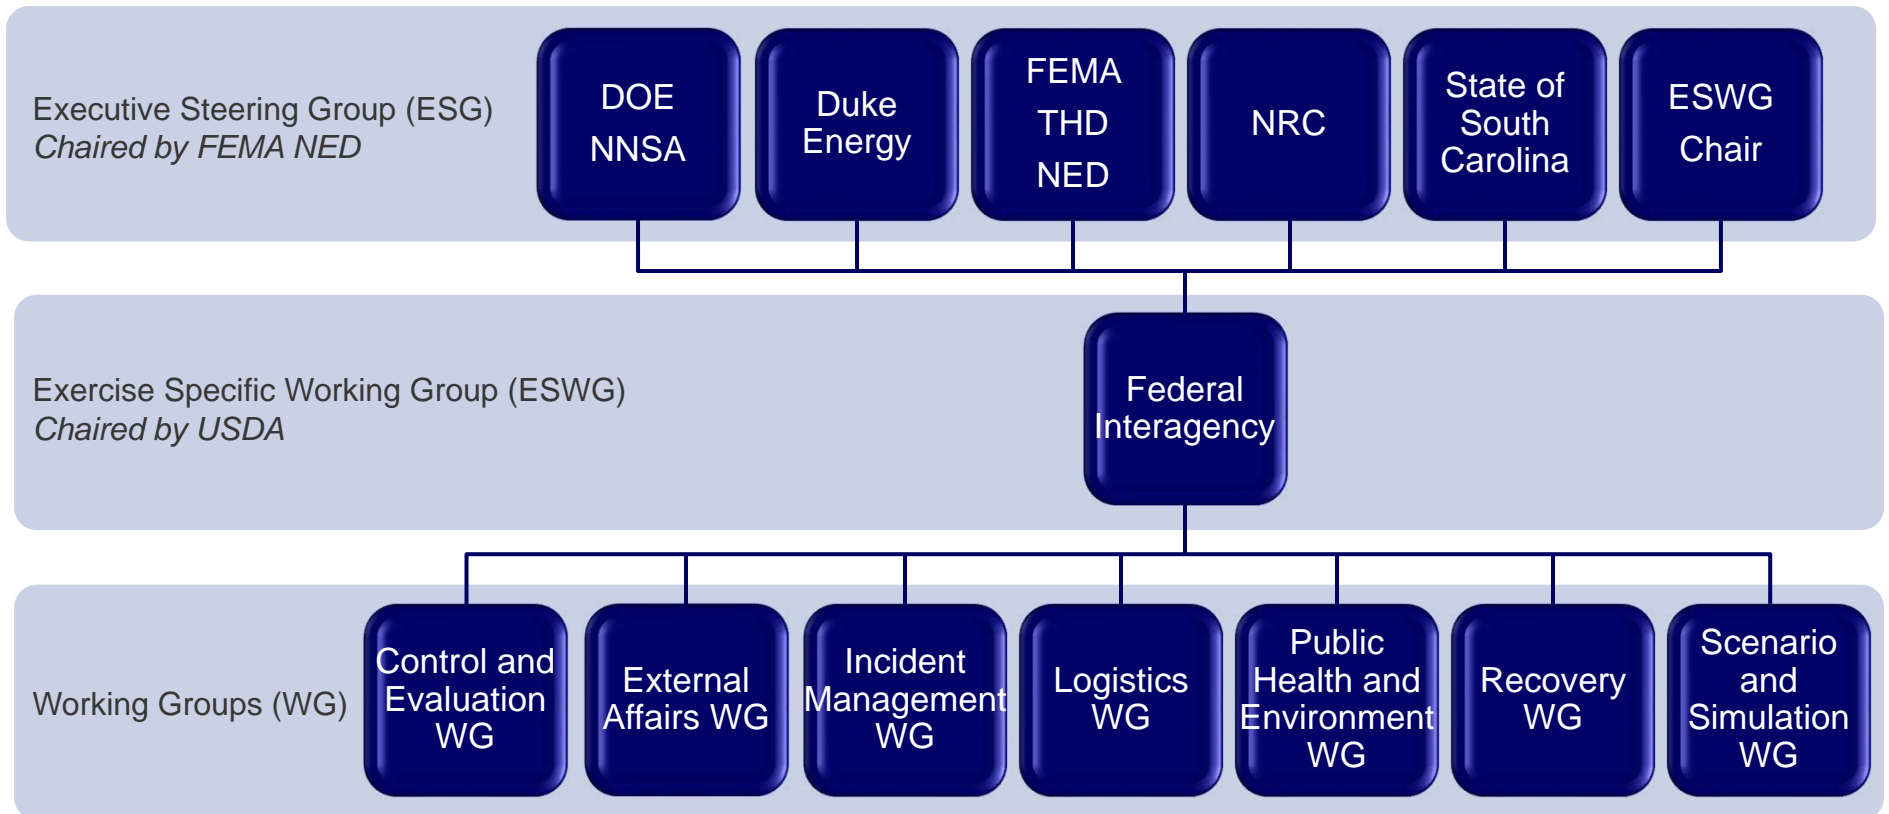 Executive Steering Group (ESG)
Chaired by FEMA NED
DOE
NNSA
Duke
Energy
FEMA
THD
NED
NRC
State of
South
Carolina
ESWG
Chair
Exercise Specific Working Group (ESWG)
Chaired by USDA
Federal
Interagency
Working Groups (WG)
Control and
Evaluation
WG
External
Affairs WG
Incident
Management
WG
Logistics
WG
Public
Health and
Environment
WG
Recovery
WG
Scenario
and
Simulation
WG